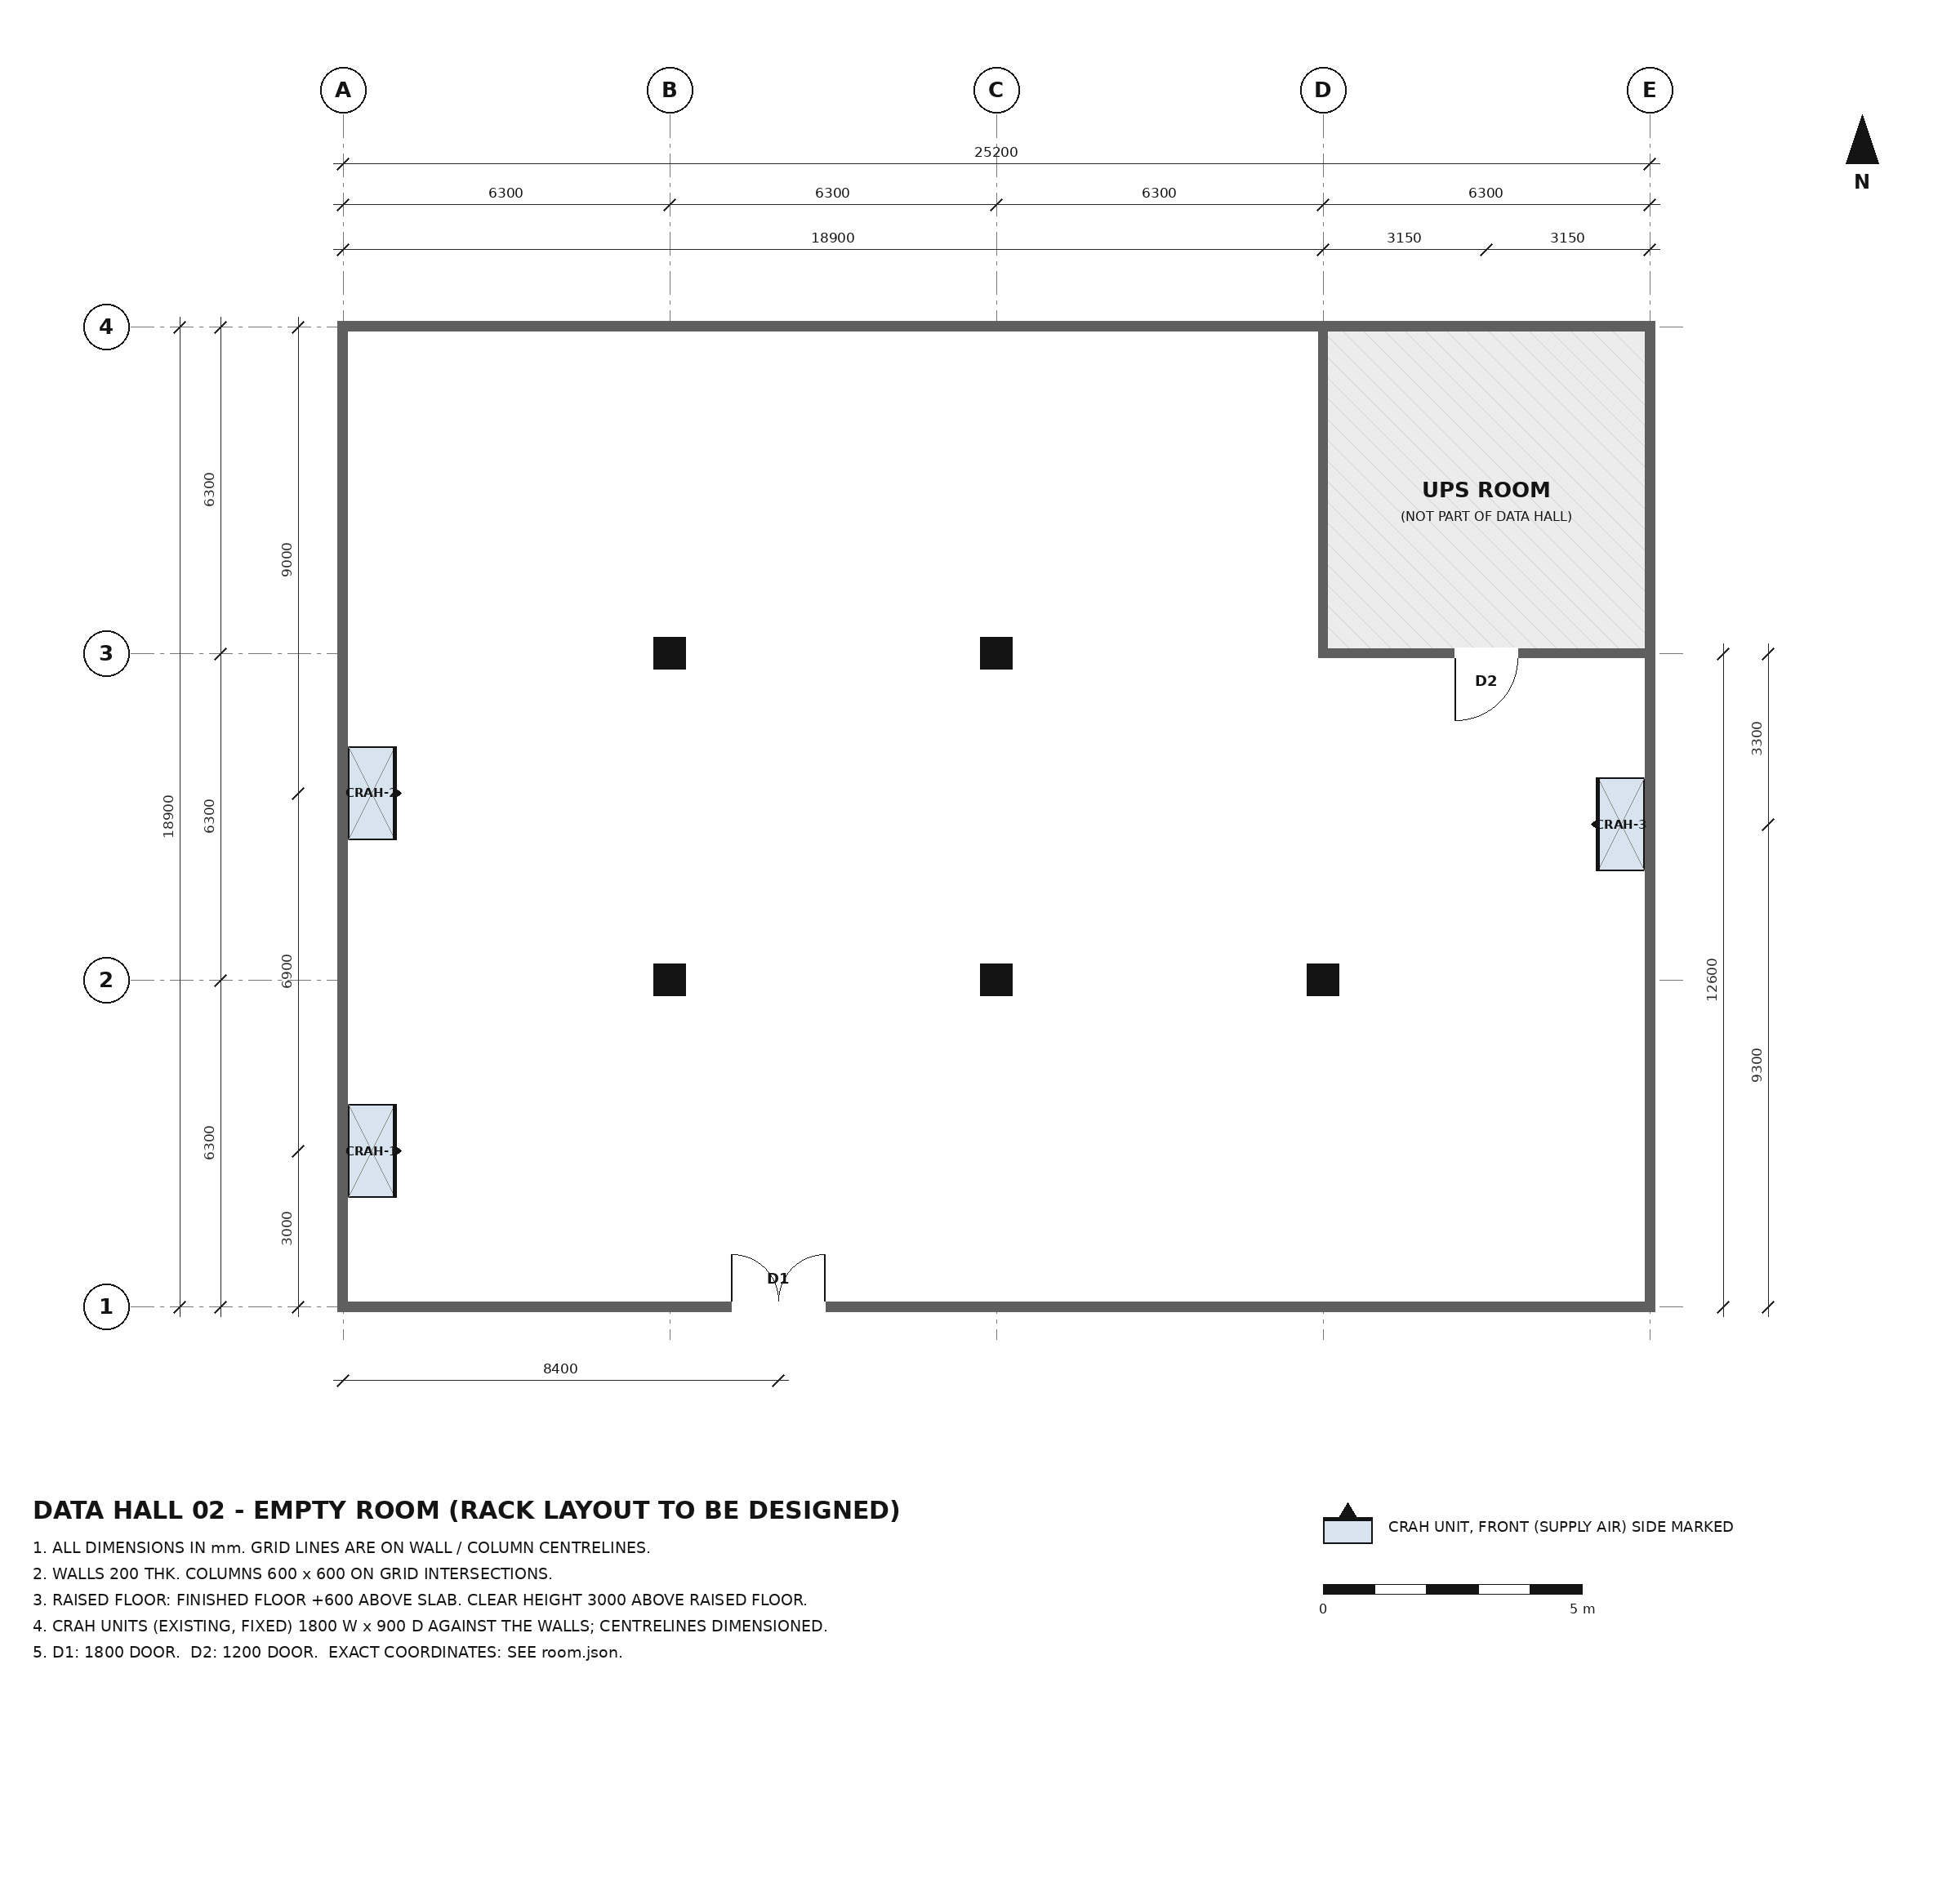 A
B
C
D
E
25200
6300
6300
6300
6300
18900
3150
3150
N
4
3
2
1
18900
6300
6300
6300
9000
6900
3000
UPS ROOM
(NOT PART OF DATA HALL)
D2
CRAH-2
CRAH-3
CRAH-1
D1
3300
12600
9300
8400
DATA HALL 02 - EMPTY ROOM (RACK LAYOUT TO BE DESIGNED)
1. ALL DIMENSIONS IN mm. GRID LINES ARE ON WALL / COLUMN CENTRELINES.
2. WALLS 200 THK. COLUMNS 600 x 600 ON GRID INTERSECTIONS.
3. RAISED FLOOR: FINISHED FLOOR +600 ABOVE SLAB. CLEAR HEIGHT 3000 ABOVE RAISED FLOOR.
4. CRAH UNITS (EXISTING, FIXED) 1800 W x 900 D AGAINST THE WALLS; CENTRELINES DIMENSIONED.
5. D1: 1800 DOOR.  D2: 1200 DOOR.  EXACT COORDINATES: SEE room.json.
CRAH UNIT, FRONT (SUPPLY AIR) SIDE MARKED
0
5 m